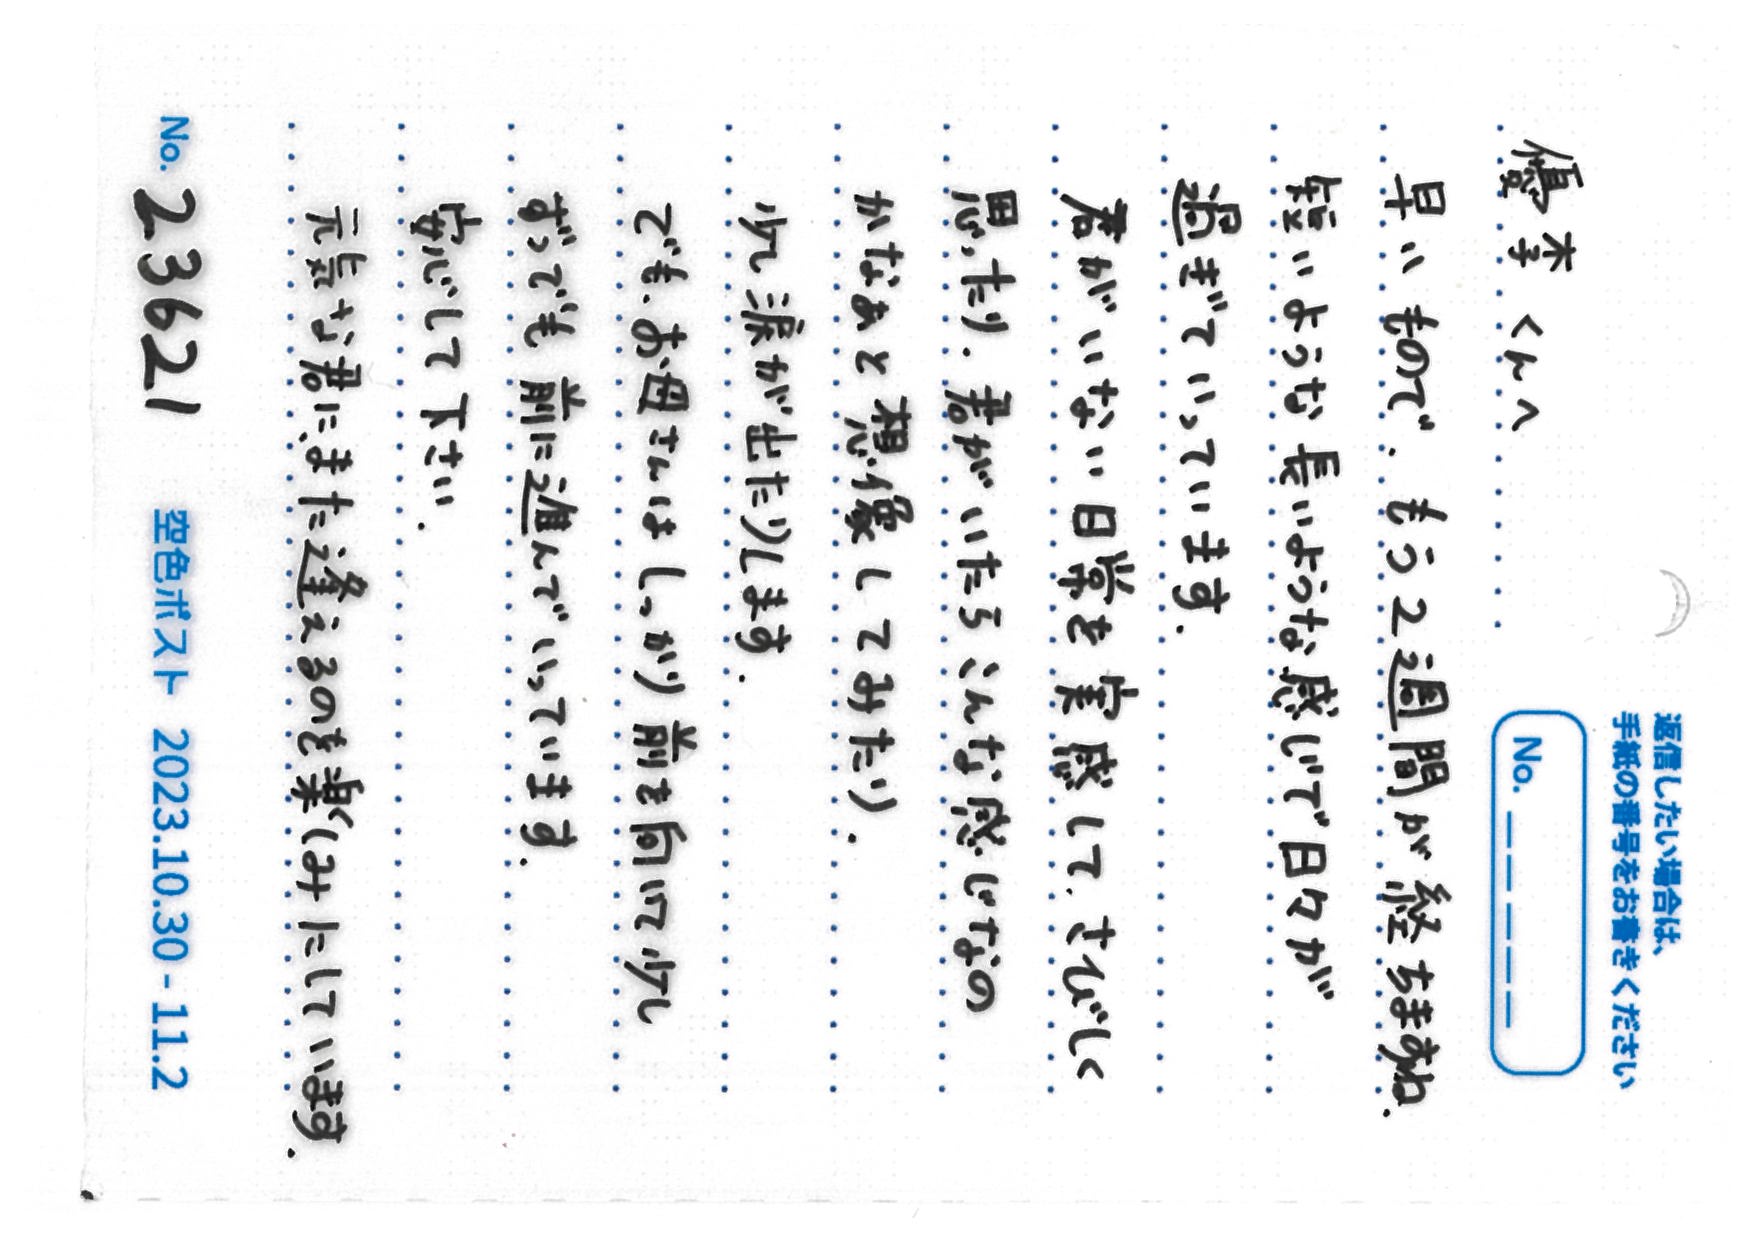 返信したい場合は、
手紙の番号をお書きください
No. _ _ _ _ _
優李くんへ
早いもので、もう2週間が経ちますね。
短いような長いような感じで日々が
過ぎていっています。
君がいない日常を実感して、さびしく
思ったり、君がいたらこんな感じなの
かなぁと想像してみたり。
少し涙が出たりします。
でも、お母さんはしっかり前を向いて少し
ずつでも前に進んでいっています。
安心して下さい。
元気な君に、また逢えるのを楽しみにしています。
No. 23621
空色ポスト 2023.10.30 - 11.2